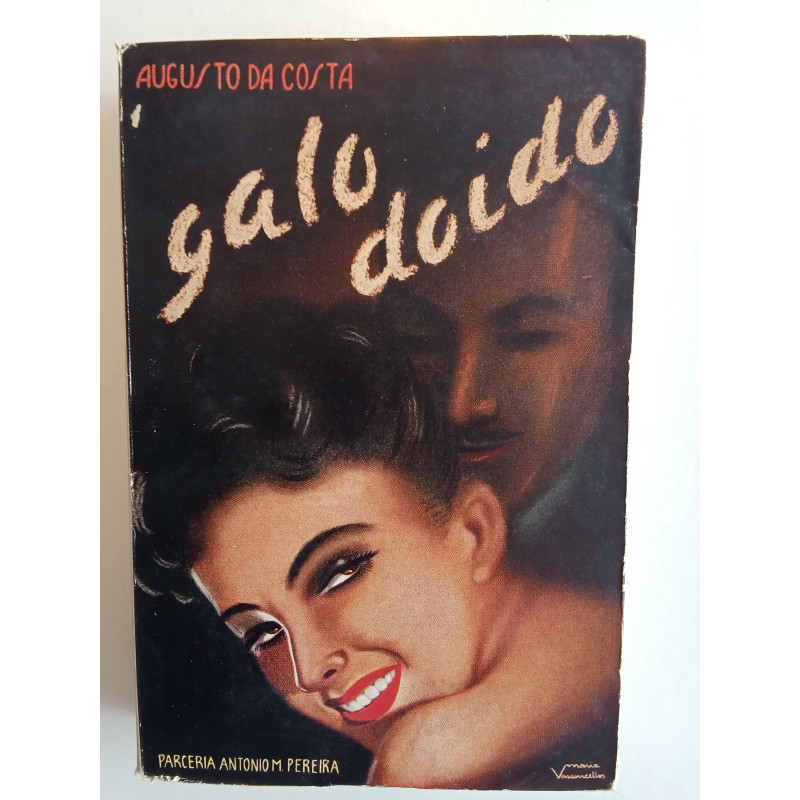 AUGUSTO DA COSTA
galo
doido
PARCERIA ANTONIO M. PEREIRA
Maria
Vasconcellos